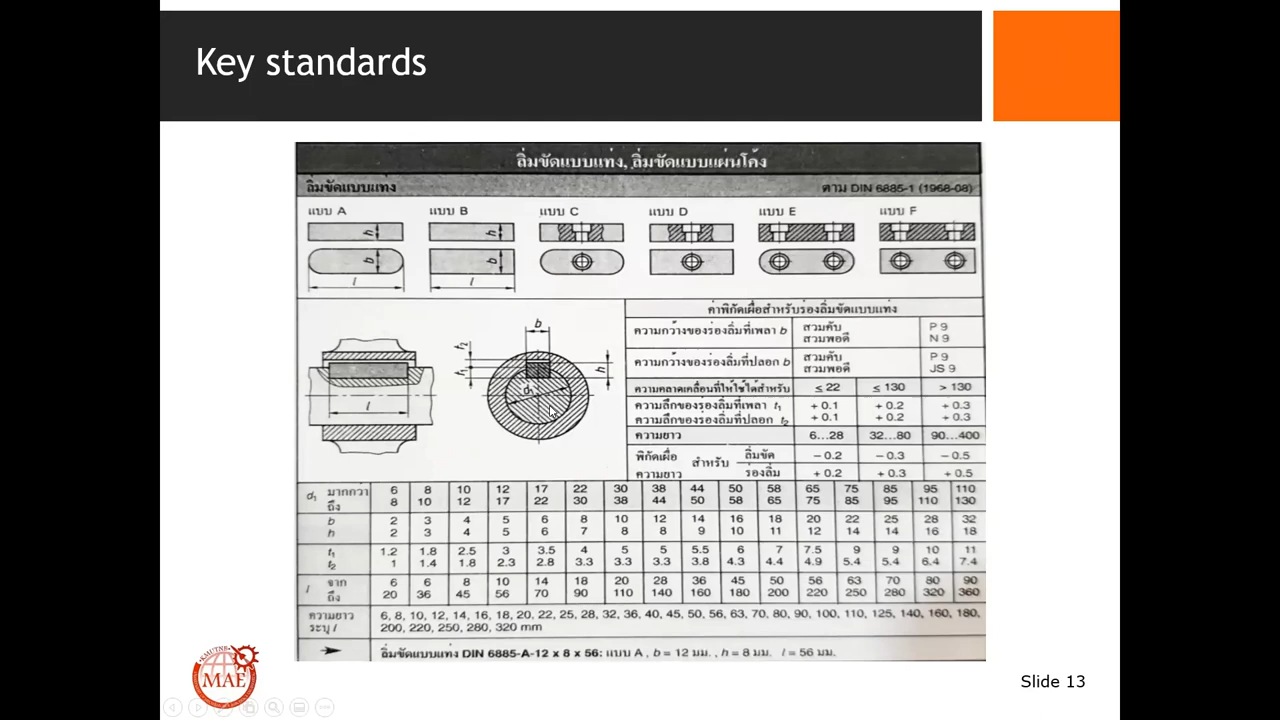 Key standards
ลิ่มขัดแบบแท่ง, ลิ่มขัดแบบแผ่นโค้ง
ลิ่มขัดแบบแท่ง ตาม DIN 6885-1 (1968-08)
แบบ A แบบ B แบบ C แบบ D แบบ E แบบ F
h h
b b
l l
ค่าพิกัดเผื่อสำหรับร่องลิ่มขัดแบบแท่ง
ความกว้างของร่องลิ่มที่เพลา b สวมคับ P 9
สวมพอดี N 9
ความกว้างของร่องลิ่มที่ปลอก b สวมคับ P 9
สวมพอดี JS 9
ความคลาดเคลื่อนที่ให้ใช้ได้สำหรับ ≤ 22 ≤ 130 > 130
ความลึกของร่องลิ่มที่เพลา t₁ + 0.1 + 0.2 + 0.3
ความลึกของร่องลิ่มที่ปลอก t₂ + 0.1 + 0.2 + 0.3
ความยาว 6...28 32...80 90...400
พิกัดเผื่อ สำหรับ ลิ่มขัด − 0.2 − 0.3 − 0.5
ความยาว ร่องลิ่ม + 0.2 + 0.3 + 0.5
b
t₂
t₁
h
d₁
l
d₁ มากกว่า 6 8 10 12 17 22 30 38 44 50 58 65 75 85 95 110
ถึง 8 10 12 17 22 30 38 44 50 58 65 75 85 95 110 130
b 2 3 4 5 6 8 10 12 14 16 18 20 22 25 28 32
h 2 3 4 5 6 7 8 8 9 10 11 12 14 14 16 18
t₁ 1.2 1.8 2.5 3 3.5 4 5 5 5.5 6 7 7.5 9 9 10 11
t₂ 1 1.4 1.8 2.3 2.8 3.3 3.3 3.3 3.8 4.3 4.4 4.9 5.4 5.4 6.4 7.4
l จาก 6 6 8 10 14 18 20 28 36 45 50 56 63 70 80 90
ถึง 20 36 45 56 70 90 110 140 160 180 200 220 250 280 320 360
ความยาว 6, 8, 10, 12, 14, 16, 18, 20, 22, 25, 28, 32, 36, 40, 45, 50, 56, 63, 70, 80, 90, 100, 110, 125, 140, 160, 180,
ระบุ l 200, 220, 250, 280, 320 mm
ลิ่มขัดแบบแท่ง DIN 6885-A-12 x 8 x 56: แบบ A , b = 12 มม. , h = 8 มม. l = 56 มม.
KMUTNB
MAE
Slide 13